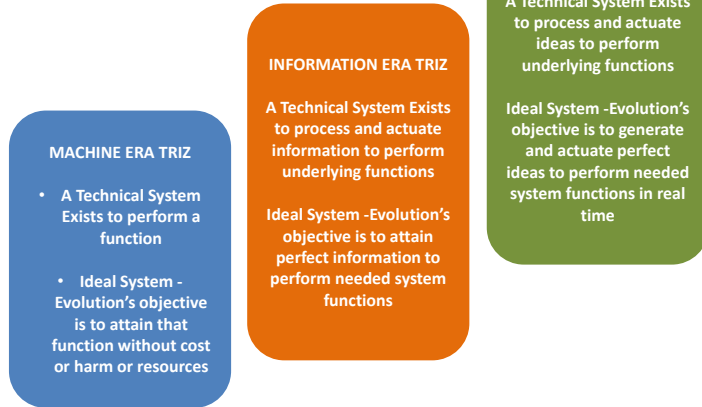 MACHINE ERA TRIZ
• A Technical System
Exists to perform a
function
• Ideal System -
Evolution’s objective
is to attain that
function without cost
or harm or resources
INFORMATION ERA TRIZ
A Technical System Exists
to process and actuate
information to perform
underlying functions
Ideal System -Evolution’s
objective is to attain
perfect information to
perform needed system
functions
A Technical System Exists
to process and actuate
ideas to perform
underlying functions
Ideal System -Evolution’s
objective is to generate
and actuate perfect
ideas to perform needed
system functions in real
time